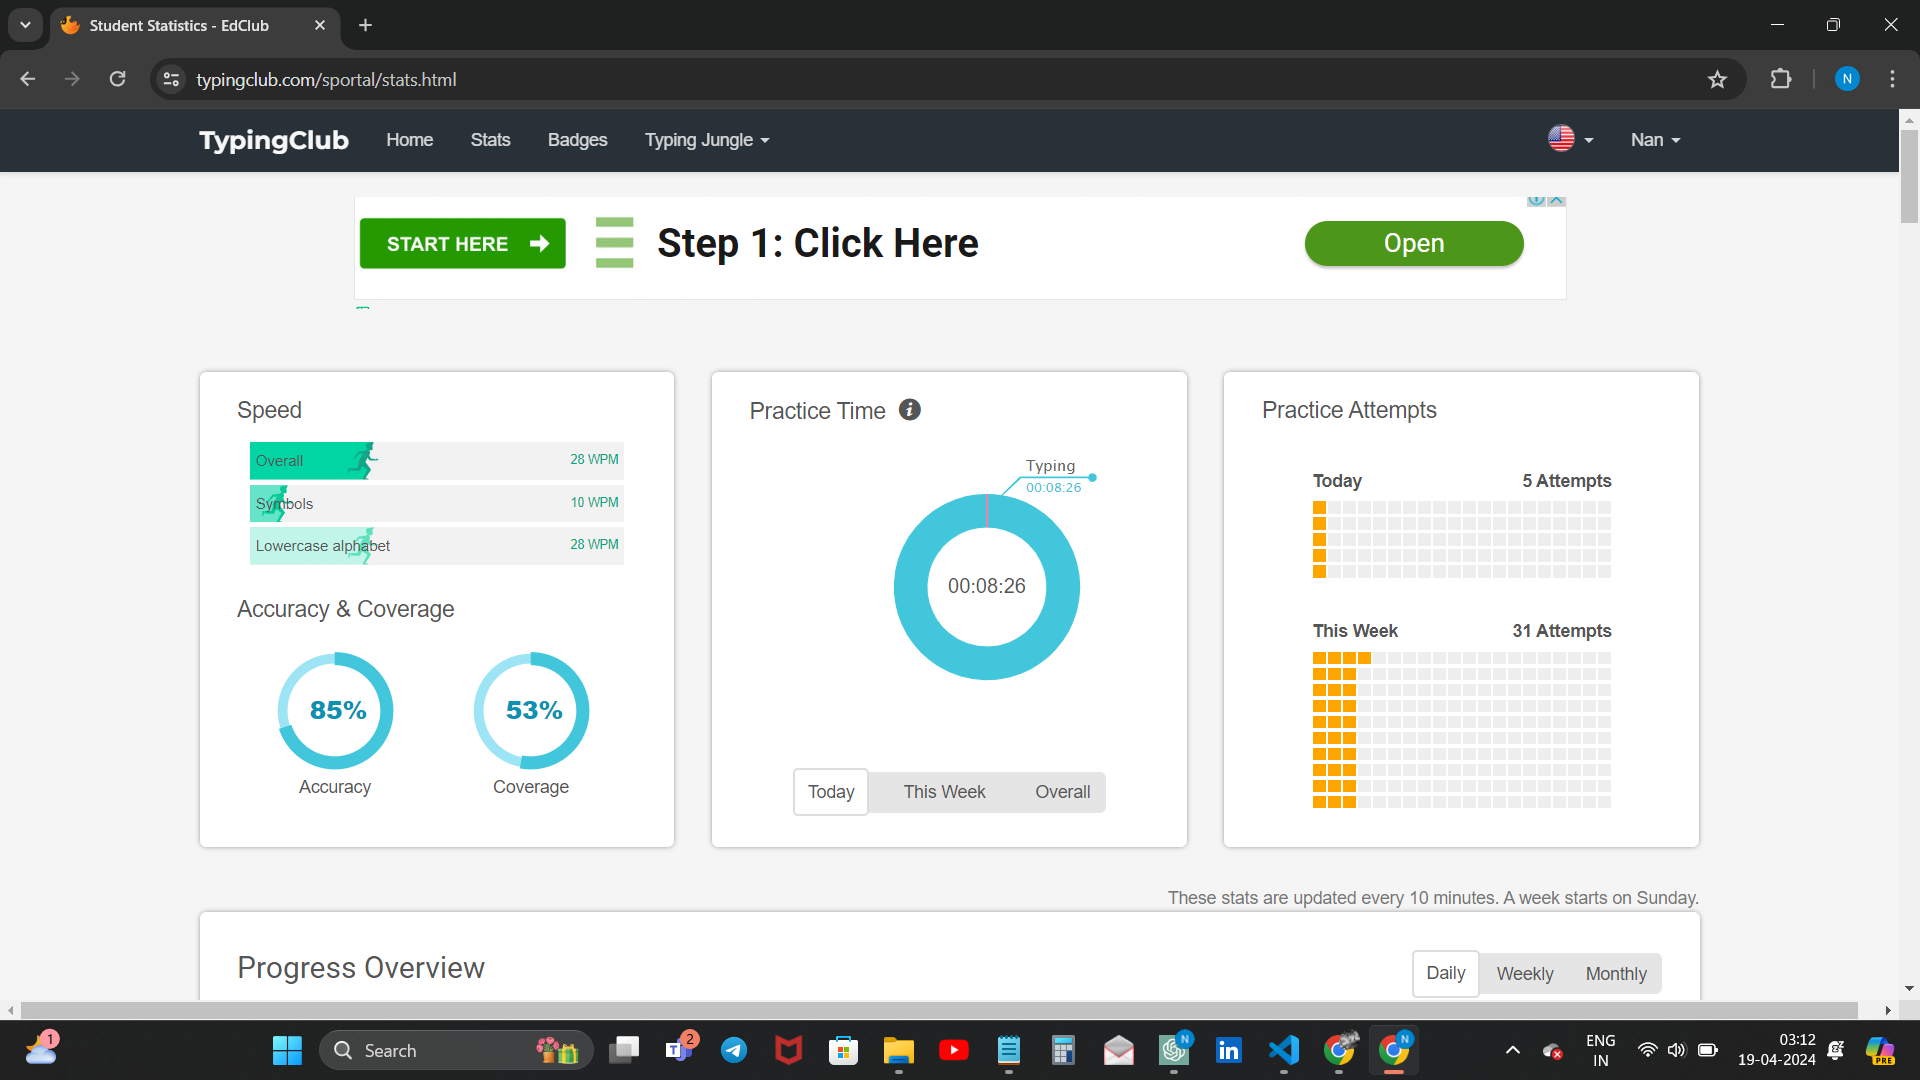 Student Statistics - EdClub
typingclub.com/sportal/stats.html
N
TypingClub Home Stats Badges Typing Jungle Nan
START HERE Step 1: Click Here Open
Speed
Overall 28 WPM
Symbols 10 WPM
Lowercase alphabet 28 WPM
Accuracy & Coverage
85% 53%
Accuracy Coverage
Practice Time
Typing
00:08:26
00:08:26
Today This Week Overall
Practice Attempts
Today 5 Attempts
This Week 31 Attempts
These stats are updated every 10 minutes. A week starts on Sunday.
Progress Overview
Daily Weekly Monthly
1
Search
2
T
N
in
N
ENG
IN
03:12
19-04-2024
PRE